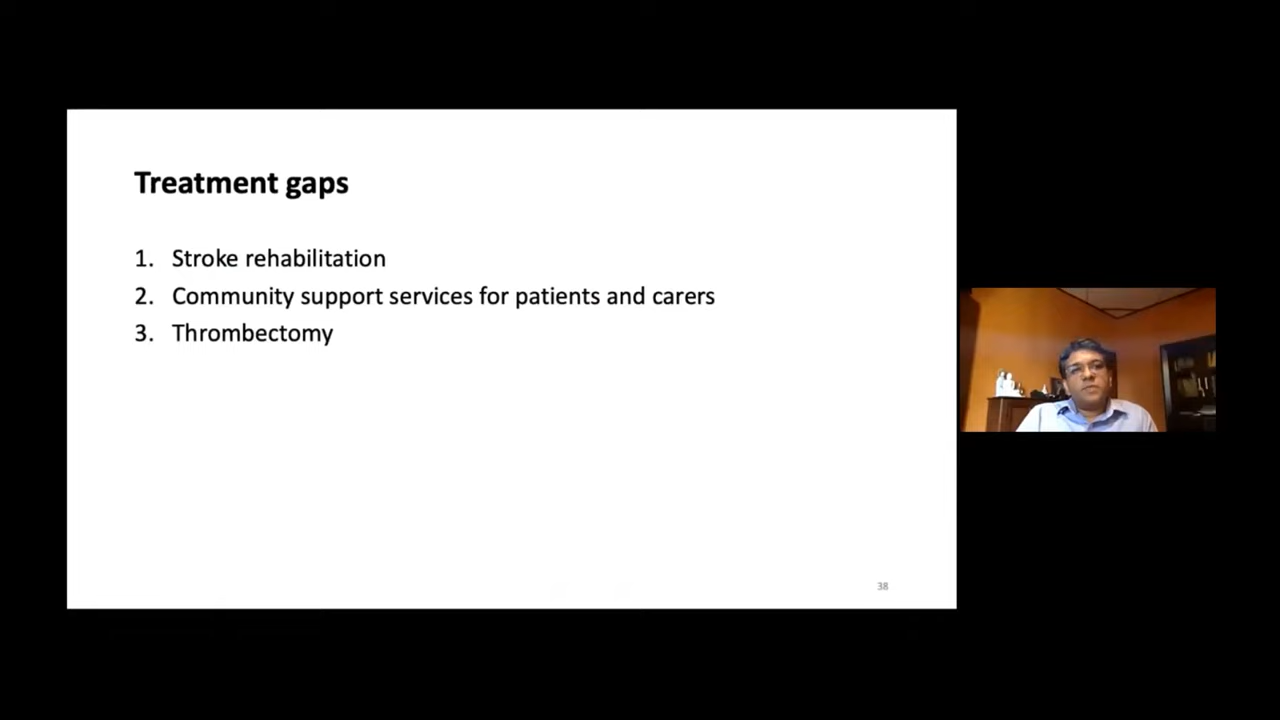 Treatment gaps
1. Stroke rehabilitation
2. Community support services for patients and carers
3. Thrombectomy
38